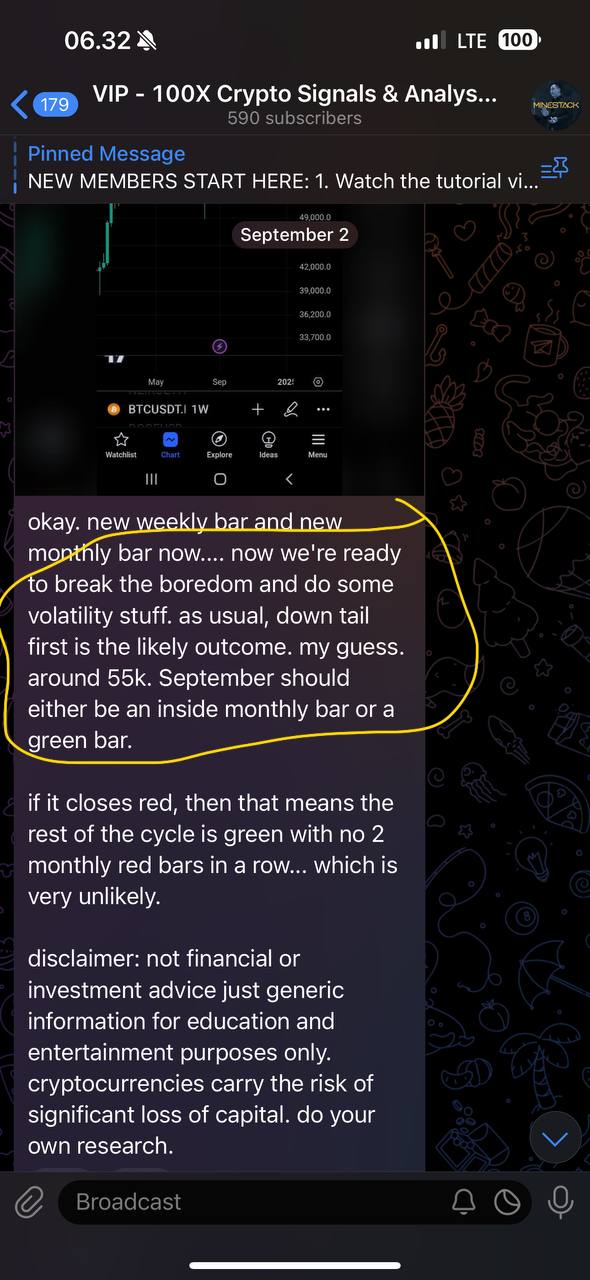 06.32
LTE
100
179
VIP - 100X Crypto Signals & Analys...
590 subscribers
MINESTACK
Pinned Message
NEW MEMBERS START HERE: 1. Watch the tutorial vi...
September 2
49,000.0
42,000.0
39,000.0
36,200.0
33,700.0
May
Sep
BTCUSDT.
1W
Watchlist
Chart
Explore
Ideas
Menu
okay. new weekly bar and new
monthly bar now.... now we're ready
to break the boredom and do some
volatility stuff. as usual, down tail
first is the likely outcome. my guess.
around 55k. September should
either be an inside monthly bar or a
green bar.
if it closes red, then that means the
rest of the cycle is green with no 2
monthly red bars in a row... which is
very unlikely.
disclaimer: not financial or
investment advice just generic
information for education and
entertainment purposes only.
cryptocurrencies carry the risk of
significant loss of capital. do your
own research.
Broadcast